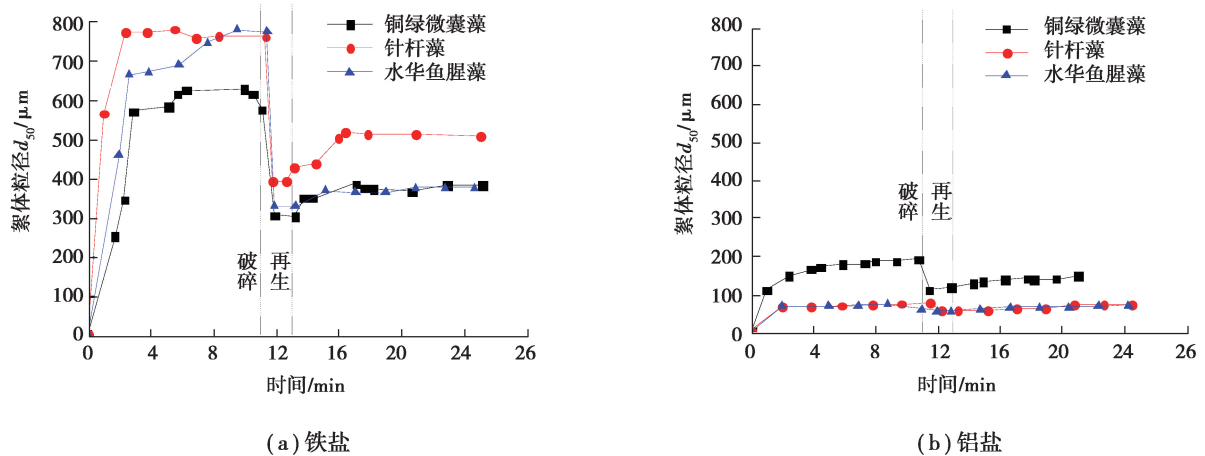 铜绿微囊藻
针杆藻
水华鱼腥藻
絮体粒径d50/μm
800
700
600
500
400
300
200
100
0
破碎
再生
0 4 8 12 16 20 24 26
时间/min
(a)铁盐
铜绿微囊藻
针杆藻
水华鱼腥藻
絮体粒径d50/μm
800
700
600
500
400
300
200
100
0
破碎
再生
0 4 8 12 16 20 24 26
时间/min
(b)铝盐